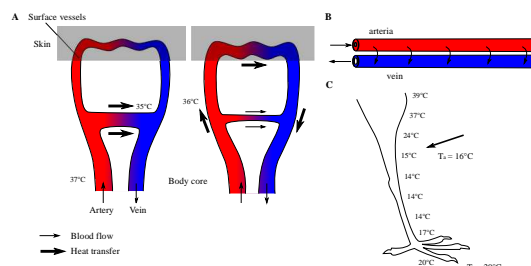 A
Surface vessels
Skin
35°C
36°C
37°C
Body core
Artery
Vein
Blood flow
Heat transfer
B
arteria
vein
C
39°C
37°C
24°C
15°C
Tₐ = 16°C
14°C
14°C
14°C
17°C
20°C